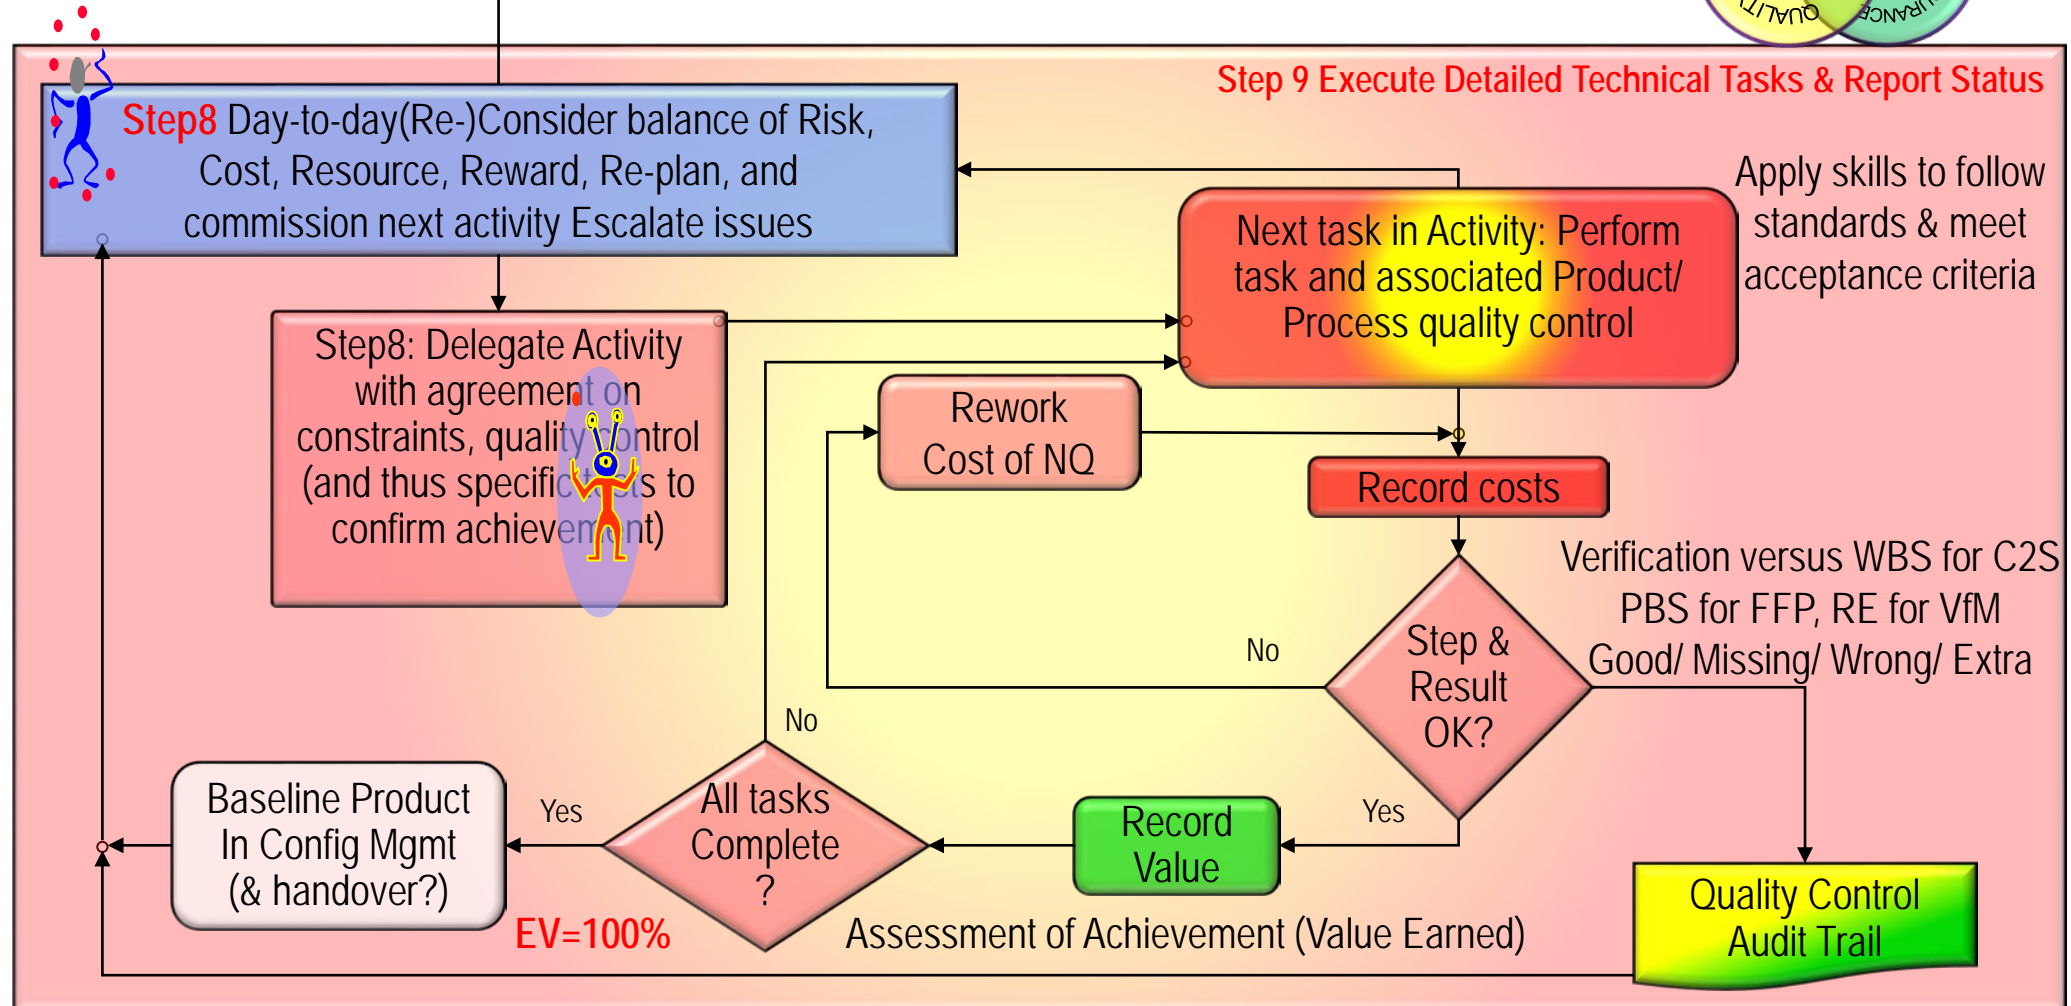 QUALITY
URANCE
Step 9 Execute Detailed Technical Tasks & Report Status
Step8 Day-to-day(Re-)Consider balance of Risk,
Cost, Resource, Reward, Re-plan, and
commission next activity Escalate issues
Apply skills to follow
standards & meet
acceptance criteria
Next task in Activity: Perform
task and associated Product/
Process quality control
Step8: Delegate Activity
with agreement on
constraints, quality control
(and thus specific tests to
confirm achievement)
Rework
Cost of NQ
Record costs
Verification versus WBS for C2S
PBS for FFP, RE for VfM
Good/ Missing/ Wrong/ Extra
Step &
Result
OK?
No
No
Yes
Yes
Record
Value
All tasks
Complete
?
Baseline Product
In Config Mgmt
(& handover?)
EV=100%
Assessment of Achievement (Value Earned)
Quality Control
Audit Trail